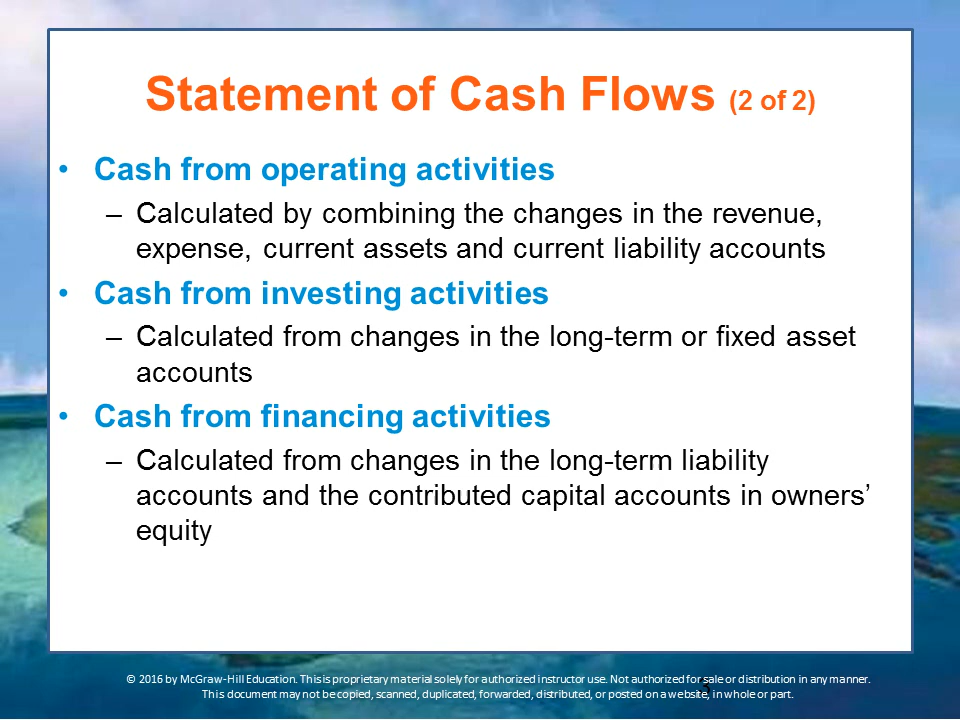 Statement of Cash Flows (2 of 2)
• Cash from operating activities
– Calculated by combining the changes in the revenue,
expense, current assets and current liability accounts
• Cash from investing activities
– Calculated from changes in the long-term or fixed asset
accounts
• Cash from financing activities
– Calculated from changes in the long-term liability
accounts and the contributed capital accounts in owners’
equity
© 2016 by McGraw-Hill Education. This is proprietary material solely for authorized instructor use. Not authorized for sale or distribution in any manner.
This document may not be copied, scanned, duplicated, forwarded, distributed, or posted on a website, in whole or part.